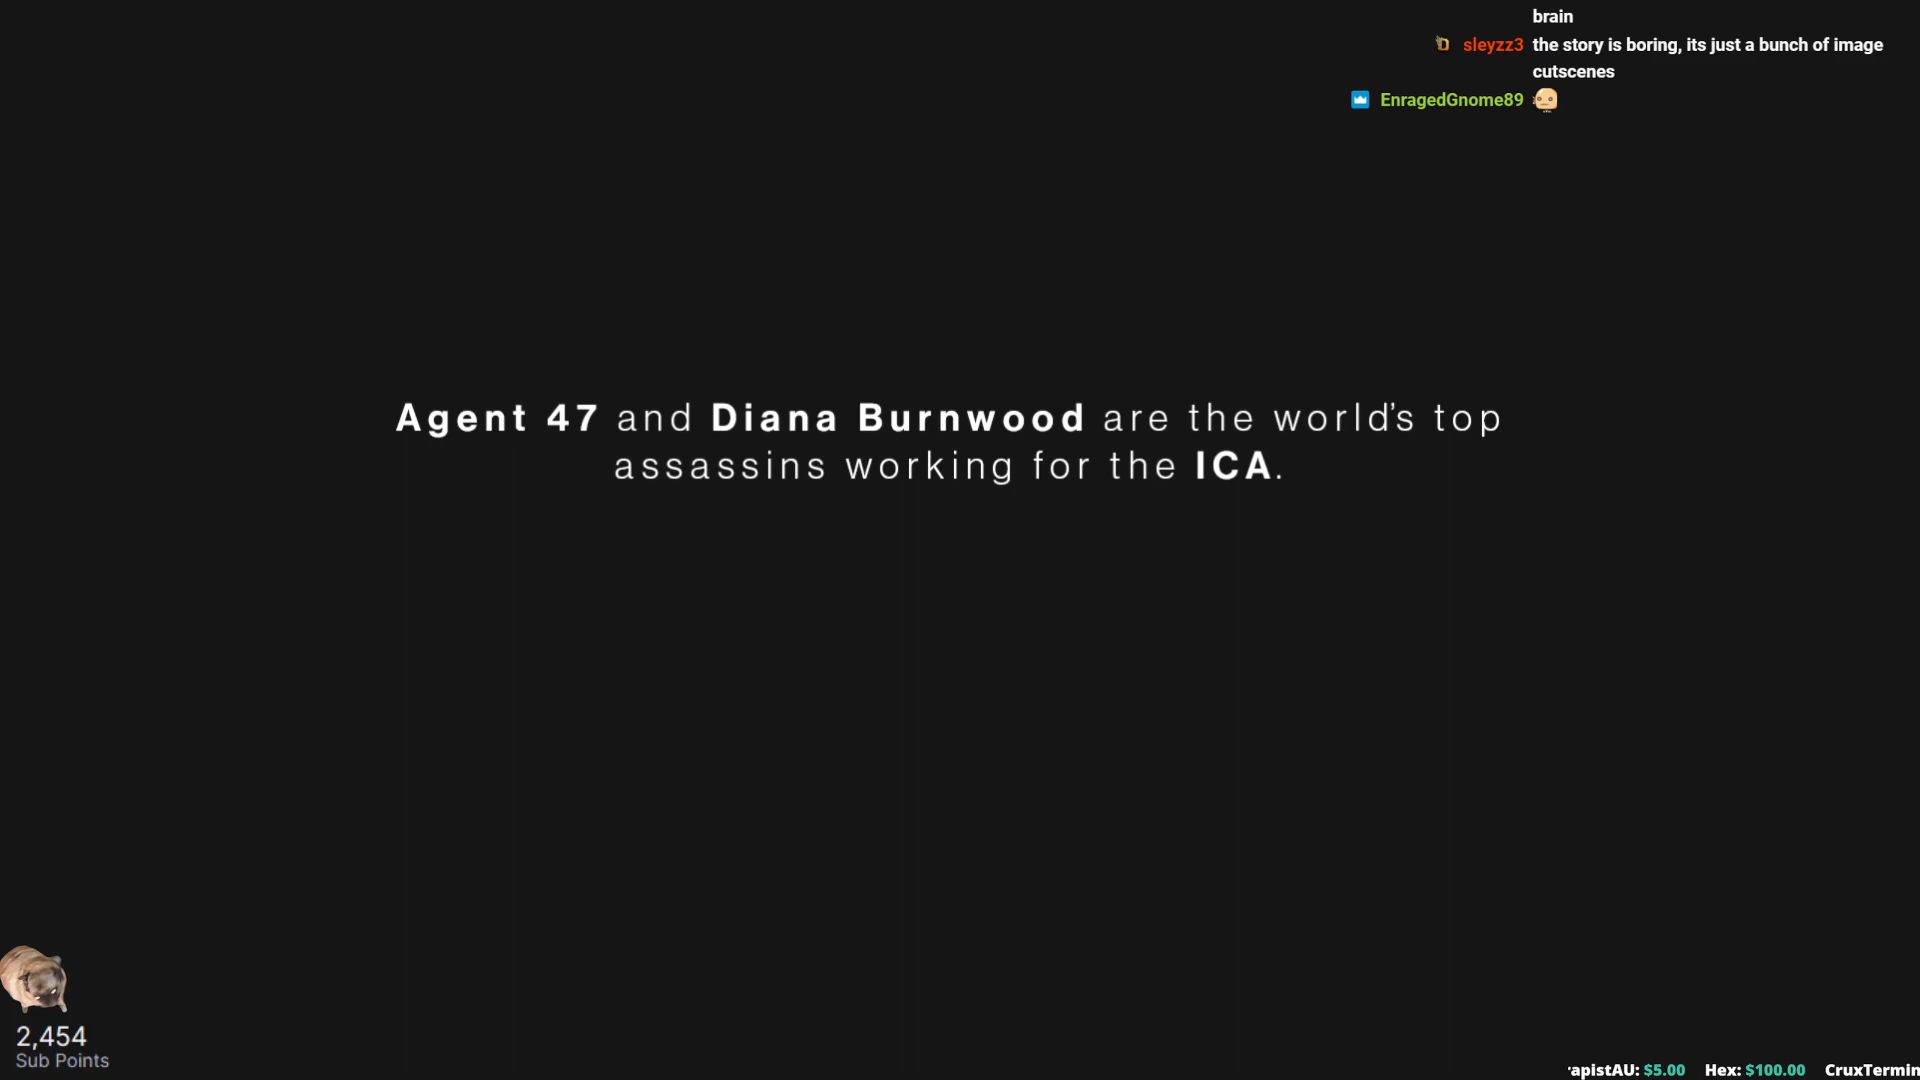 brain
sleyzz3 the story is boring, its just a bunch of image
cutscenes
EnragedGnome89
Agent 47 and Diana Burnwood are the world's top
assassins working for the ICA.
2,454
Sub Points
apistAU: $5.00 Hex: $100.00 CruxTermin